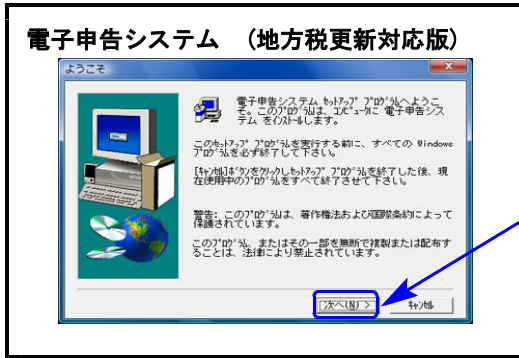 電子申告システム （地方税更新対応版）
ようこそ
電子申告システム ｾｯﾄｱｯﾌﾟ ﾌﾟﾛｸﾞﾗﾑへようこ
そ。このﾌﾟﾛｸﾞﾗﾑは、ｺﾝﾋﾟｭｰﾀに 電子申告シス
テム をｲﾝｽﾄｰﾙします。
このｾｯﾄｱｯﾌﾟ ﾌﾟﾛｸﾞﾗﾑを実行する前に、すべての Windows
ﾌﾟﾛｸﾞﾗﾑを必ず終了して下さい。
[ｷｬﾝｾﾙ]ﾎﾞﾀﾝをｸﾘｯｸしｾｯﾄｱｯﾌﾟ ﾌﾟﾛｸﾞﾗﾑを終了した後、現
在使用中のﾌﾟﾛｸﾞﾗﾑをすべて終了させて下さい。
警告: このﾌﾟﾛｸﾞﾗﾑは、著作権法および国際条約によって
保護されています。
このﾌﾟﾛｸﾞﾗﾑ、またはその一部を無断で複製または配布す
ることは、法律により禁止されています。
次へ(N) >
ｷｬﾝｾﾙ